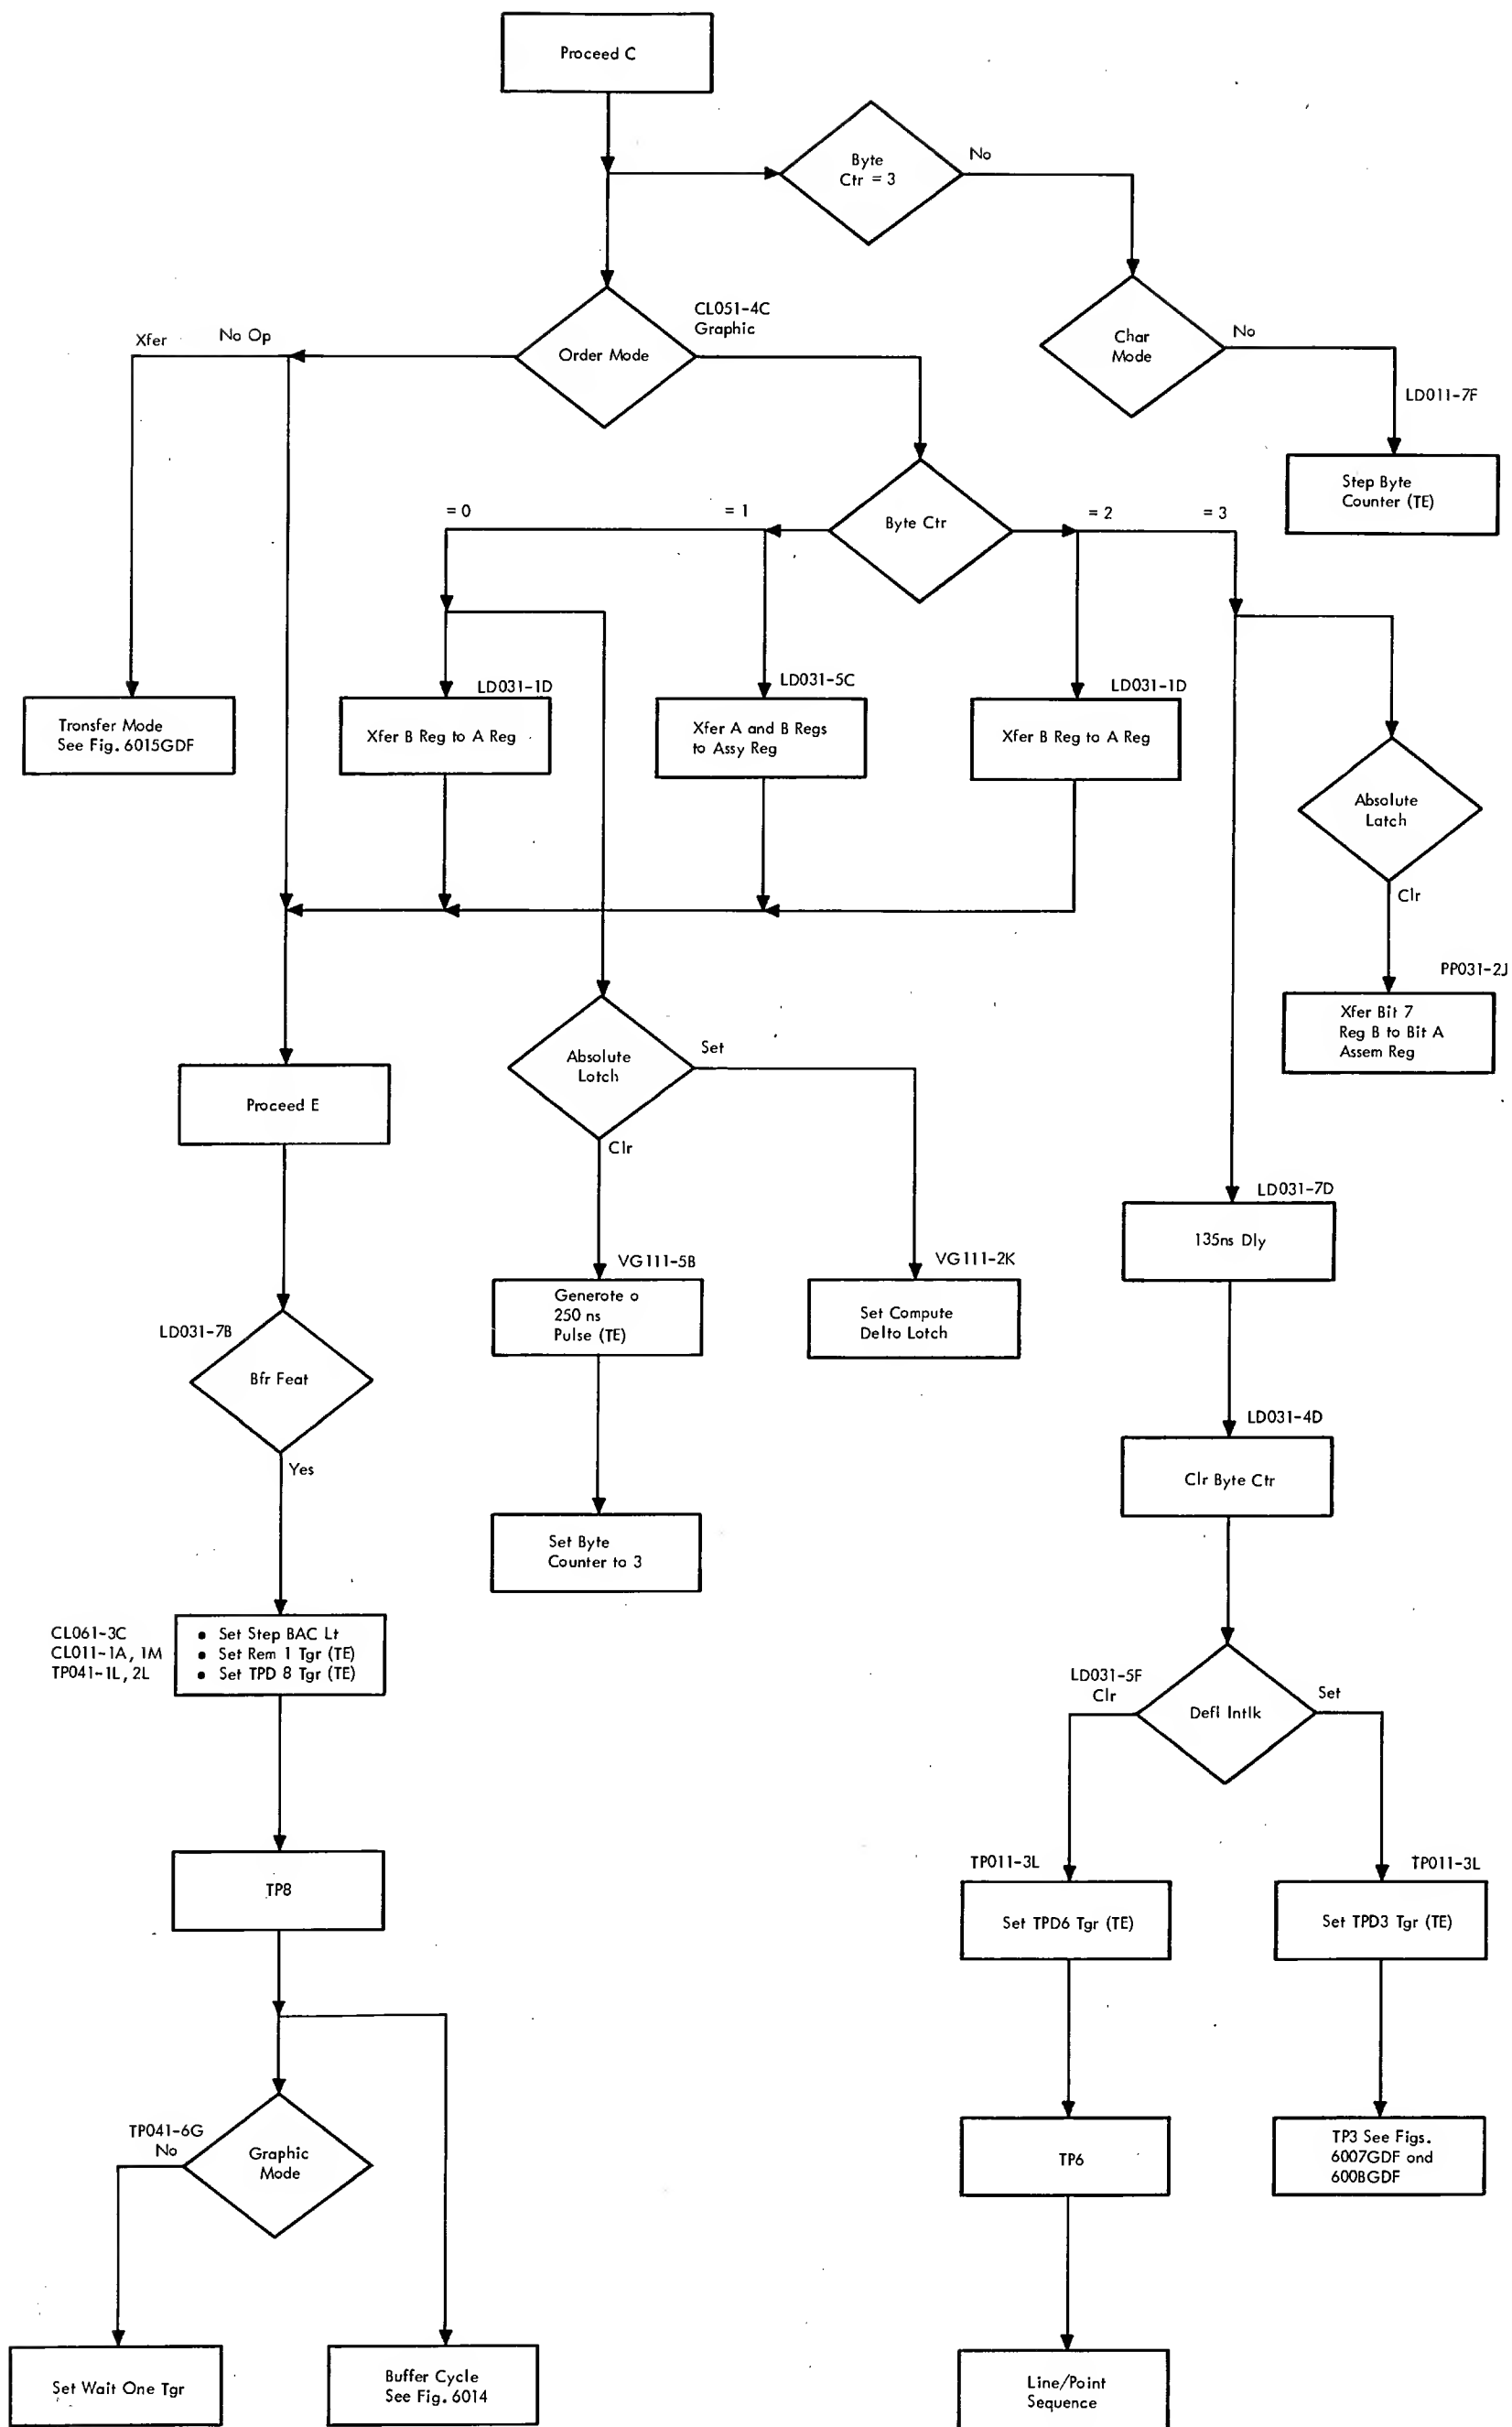 Proceed C
Byte
Ctr = 3
No
CL051-4C
Graphic
Xfer
No Op
Order Mode
Char
Mode
No
LD011-7F
Step Byte
Counter (TE)
= 0
= 1
Byte Ctr
= 2
= 3
LD031-1D
LD031-5C
LD031-1D
Tronsfer Mode
See Fig. 6015GDF
Xfer B Reg to A Reg
Xfer A and B Regs
to Assy Reg
Xfer B Reg to A Reg
Absolute
Latch
Clr
PP031-2J
Xfer Bit 7
Reg B to Bit A
Assem Reg
Absolute
Lotch
Set
Clr
Proceed E
LD031-7D
135ns Dly
VG111-5B
VG111-2K
Generate o
250 ns
Pulse (TE)
Set Compute
Delto Lotch
LD031-7B
Bfr Feat
Yes
LD031-4D
Clr Byte Ctr
Set Byte
Counter to 3
CL061-3C
CL011-1A, 1M
TP041-1L, 2L
• Set Step BAC Lt
• Set Rem 1 Tgr (TE)
• Set TPD 8 Tgr (TE)
LD031-5F
Clr
Defl Intlk
Set
TP8
TP011-3L
TP011-3L
Set TPD6 Tgr (TE)
Set TPD3 Tgr (TE)
TP041-6G
No
Graphic
Mode
TP6
TP3 See Figs.
6007GDF ond
600BGDF
Set Wait One Tgr
Buffer Cycle
See Fig. 6014
Line/Point
Sequence